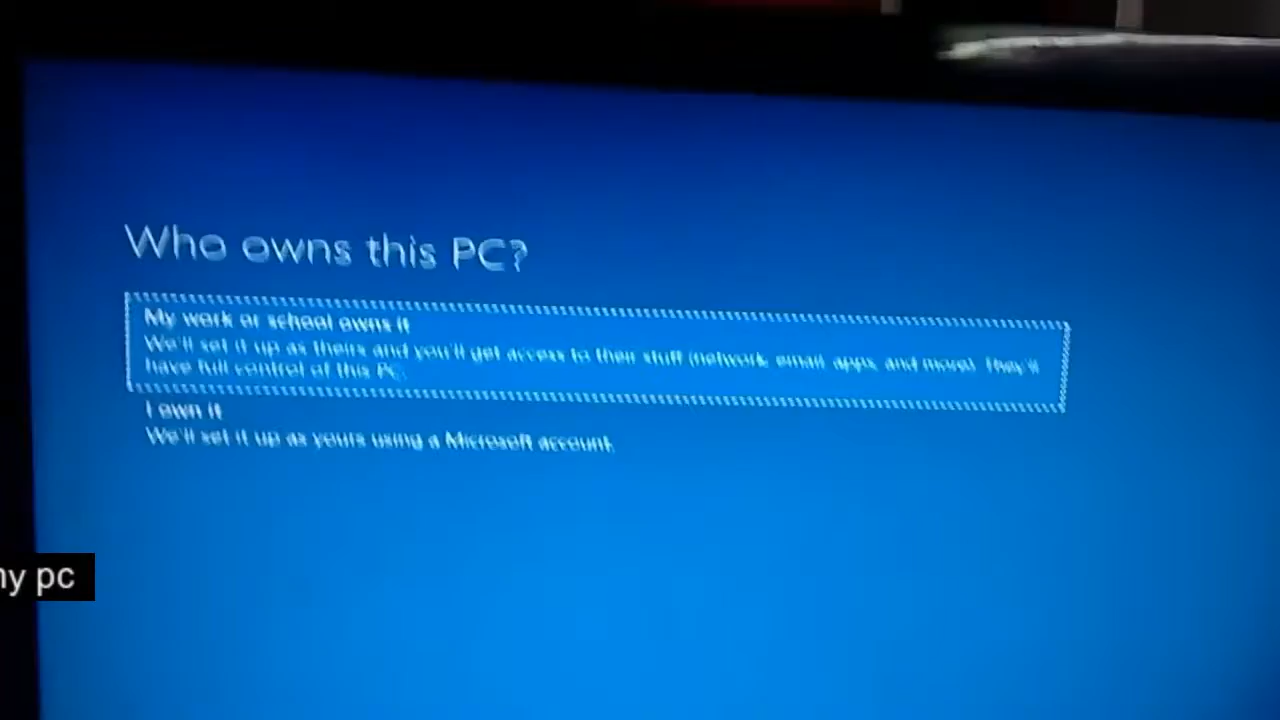 Who owns this PC?
My work or school owns it
We'll set it up as theirs and you'll get access to their stuff (network, email, apps, and more). They'll
have full control of this PC.
I own it
We'll set it up as yours using a Microsoft account.
my pc